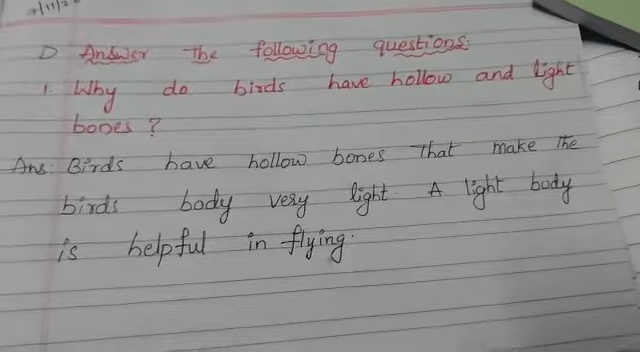 D Answer the following questions:
1. Why do birds have hollow and light
bones ?
Ans: Birds have hollow bones that make the
birds body very light. A light body
is helpful in flying.